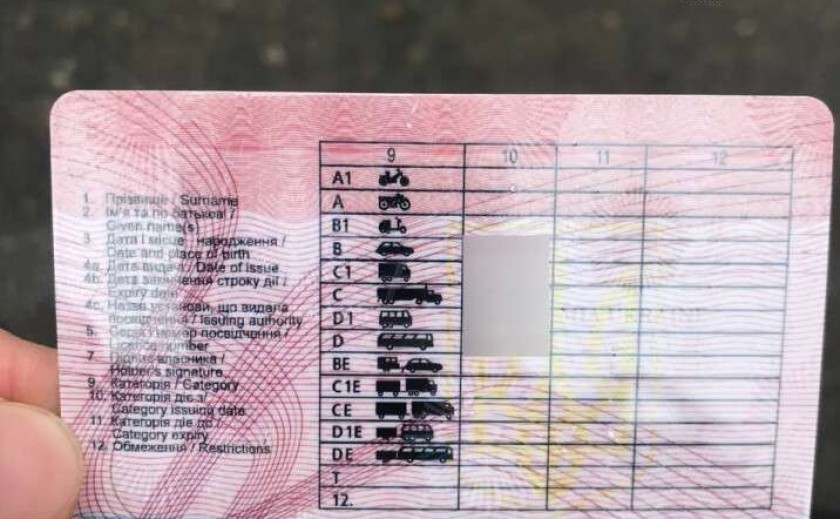 9 10 11 12
A1
A
B1
B
C1
C
D1
D
BE
C1E
CE
D1E
DE
T
12.
1. Прізвище / Surname
2. Ім'я та по батькові /
Given name(s)
3. Дата і місце народження /
Date and place of birth
4a. Дата видачі / Date of issue
4b. Дата закінчення строку дії /
Expiry date
4c. Назва установи, що видала
посвідчення / Issuing authority
5. Серія і номер посвідчення /
Licence number
7. Підпис власника /
Holder's signature
9. Категорія / Category
10. Категорія діє з/
Category issuing date
11. Категорія діє до /
Category expiry
12. Обмеження / Restrictions